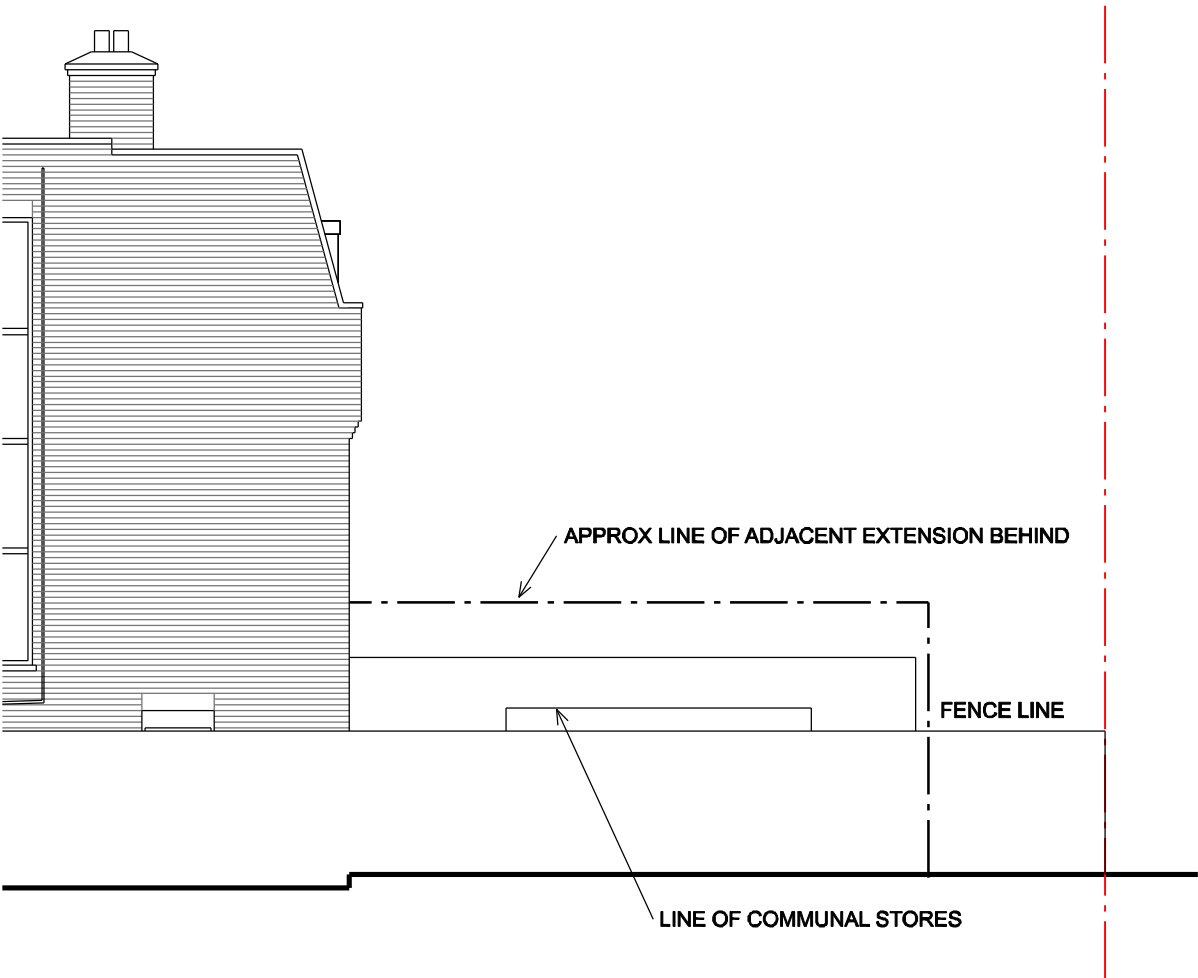 APPROX LINE OF ADJACENT EXTENSION BEHIND
FENCE LINE
LINE OF COMMUNAL STORES